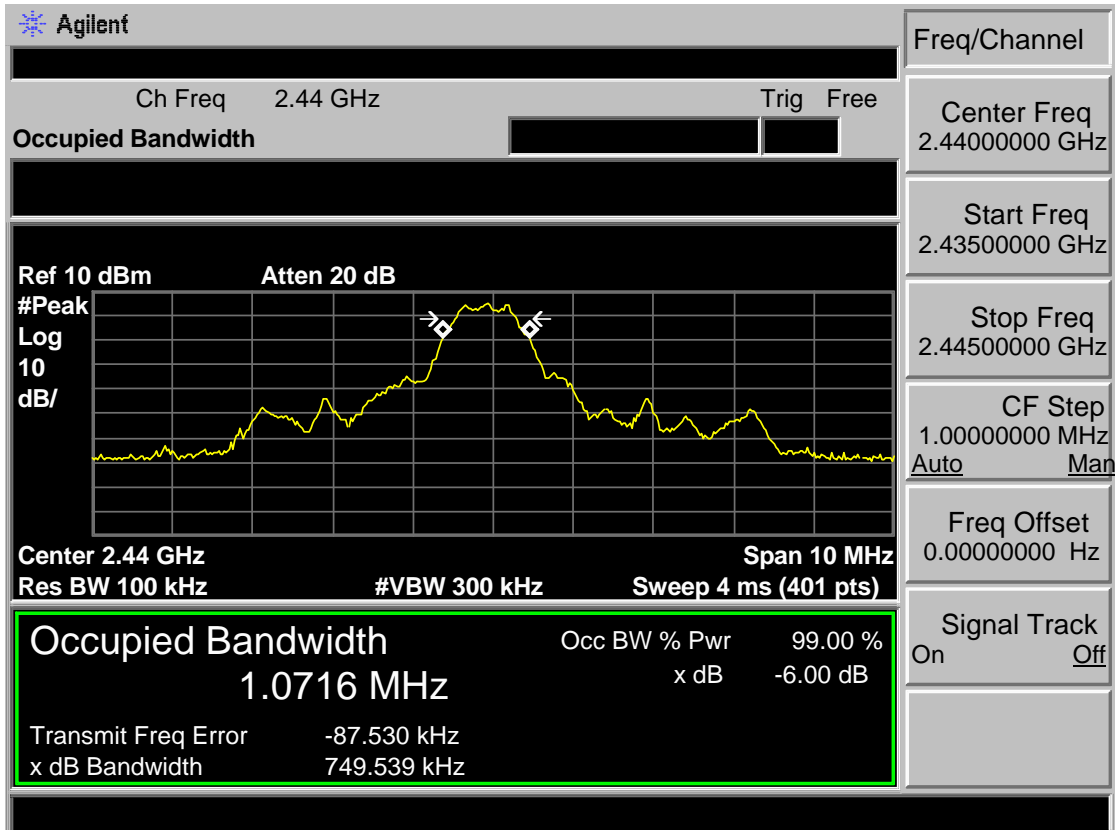 Agilent
Ch Freq 2.44 GHz Trig Free
Occupied Bandwidth
Ref 10 dBm Atten 20 dB
#Peak
Log
10
dB/
Center 2.44 GHz Span 10 MHz
Res BW 100 kHz #VBW 300 kHz Sweep 4 ms (401 pts)
Occupied Bandwidth
1.0716 MHz
Occ BW % Pwr 99.00 %
x dB -6.00 dB
Transmit Freq Error -87.530 kHz
x dB Bandwidth 749.539 kHz
Freq/Channel
Center Freq
2.44000000 GHz
Start Freq
2.43500000 GHz
Stop Freq
2.44500000 GHz
CF Step
1.00000000 MHz
Auto Man
Freq Offset
0.00000000 Hz
Signal Track
On Off